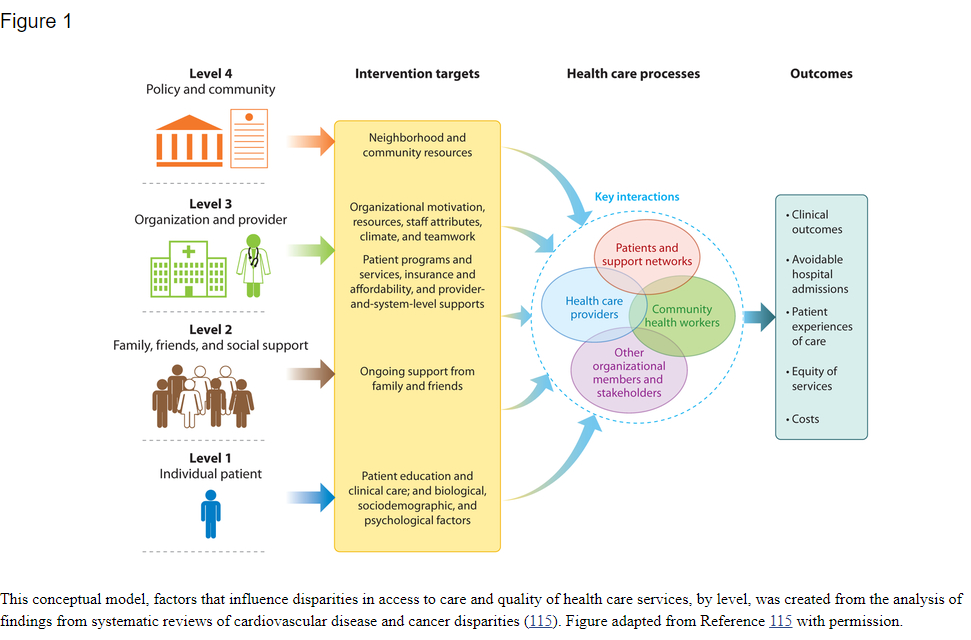 Figure 1
Level 4
Policy and community
Intervention targets
Health care processes
Outcomes
Neighborhood and
community resources
Level 3
Organization and provider
Organizational motivation,
resources, staff attributes,
climate, and teamwork
Patient programs and
services, insurance and
affordability, and provider-
and-system-level supports
Level 2
Family, friends, and social support
Ongoing support from
family and friends
Level 1
Individual patient
Patient education and
clinical care; and biological,
sociodemographic, and
psychological factors
Key interactions
Patients and
support networks
Health care
providers
Community
health workers
Other
organizational
members and
stakeholders
• Clinical
outcomes
• Avoidable
hospital
admissions
• Patient
experiences
of care
• Equity of
services
• Costs
This conceptual model, factors that influence disparities in access to care and quality of health care services, by level, was created from the analysis of
findings from systematic reviews of cardiovascular disease and cancer disparities (115). Figure adapted from Reference 115 with permission.